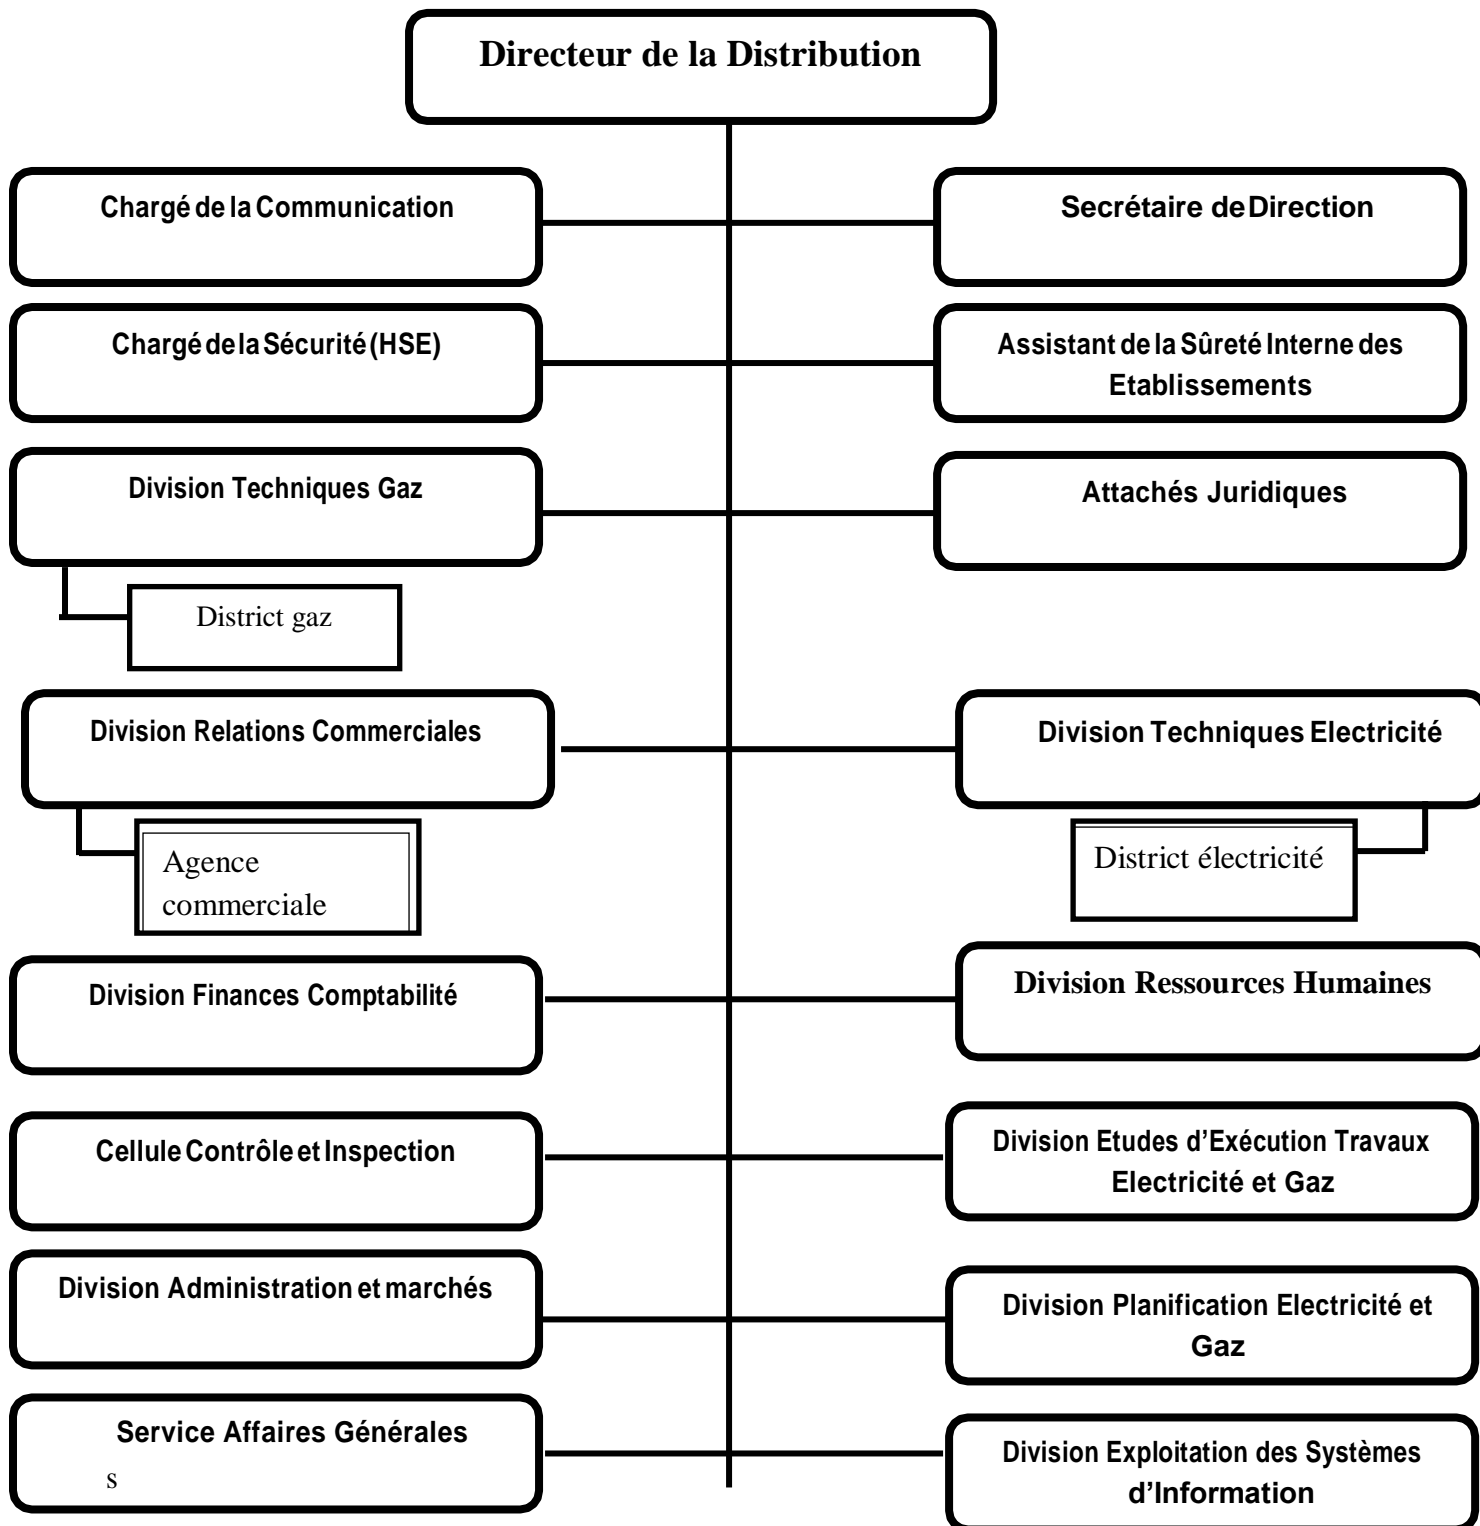 Directeur de la Distribution
Chargé de la Communication
Secrétaire de Direction
Chargé de la Sécurité (HSE)
Assistant de la Sûreté Interne des
Etablissements
Division Techniques Gaz
Attachés Juridiques
District gaz
Division Relations Commerciales
Division Techniques Electricité
Agence
commerciale
District électricité
Division Finances Comptabilité
Division Ressources Humaines
Cellule Contrôle et Inspection
Division Etudes d’Exécution Travaux
Electricité et Gaz
Division Administration et marchés
Division Planification Electricité et
Gaz
Service Affaires Générales
s
Division Exploitation des Systèmes
d’Information